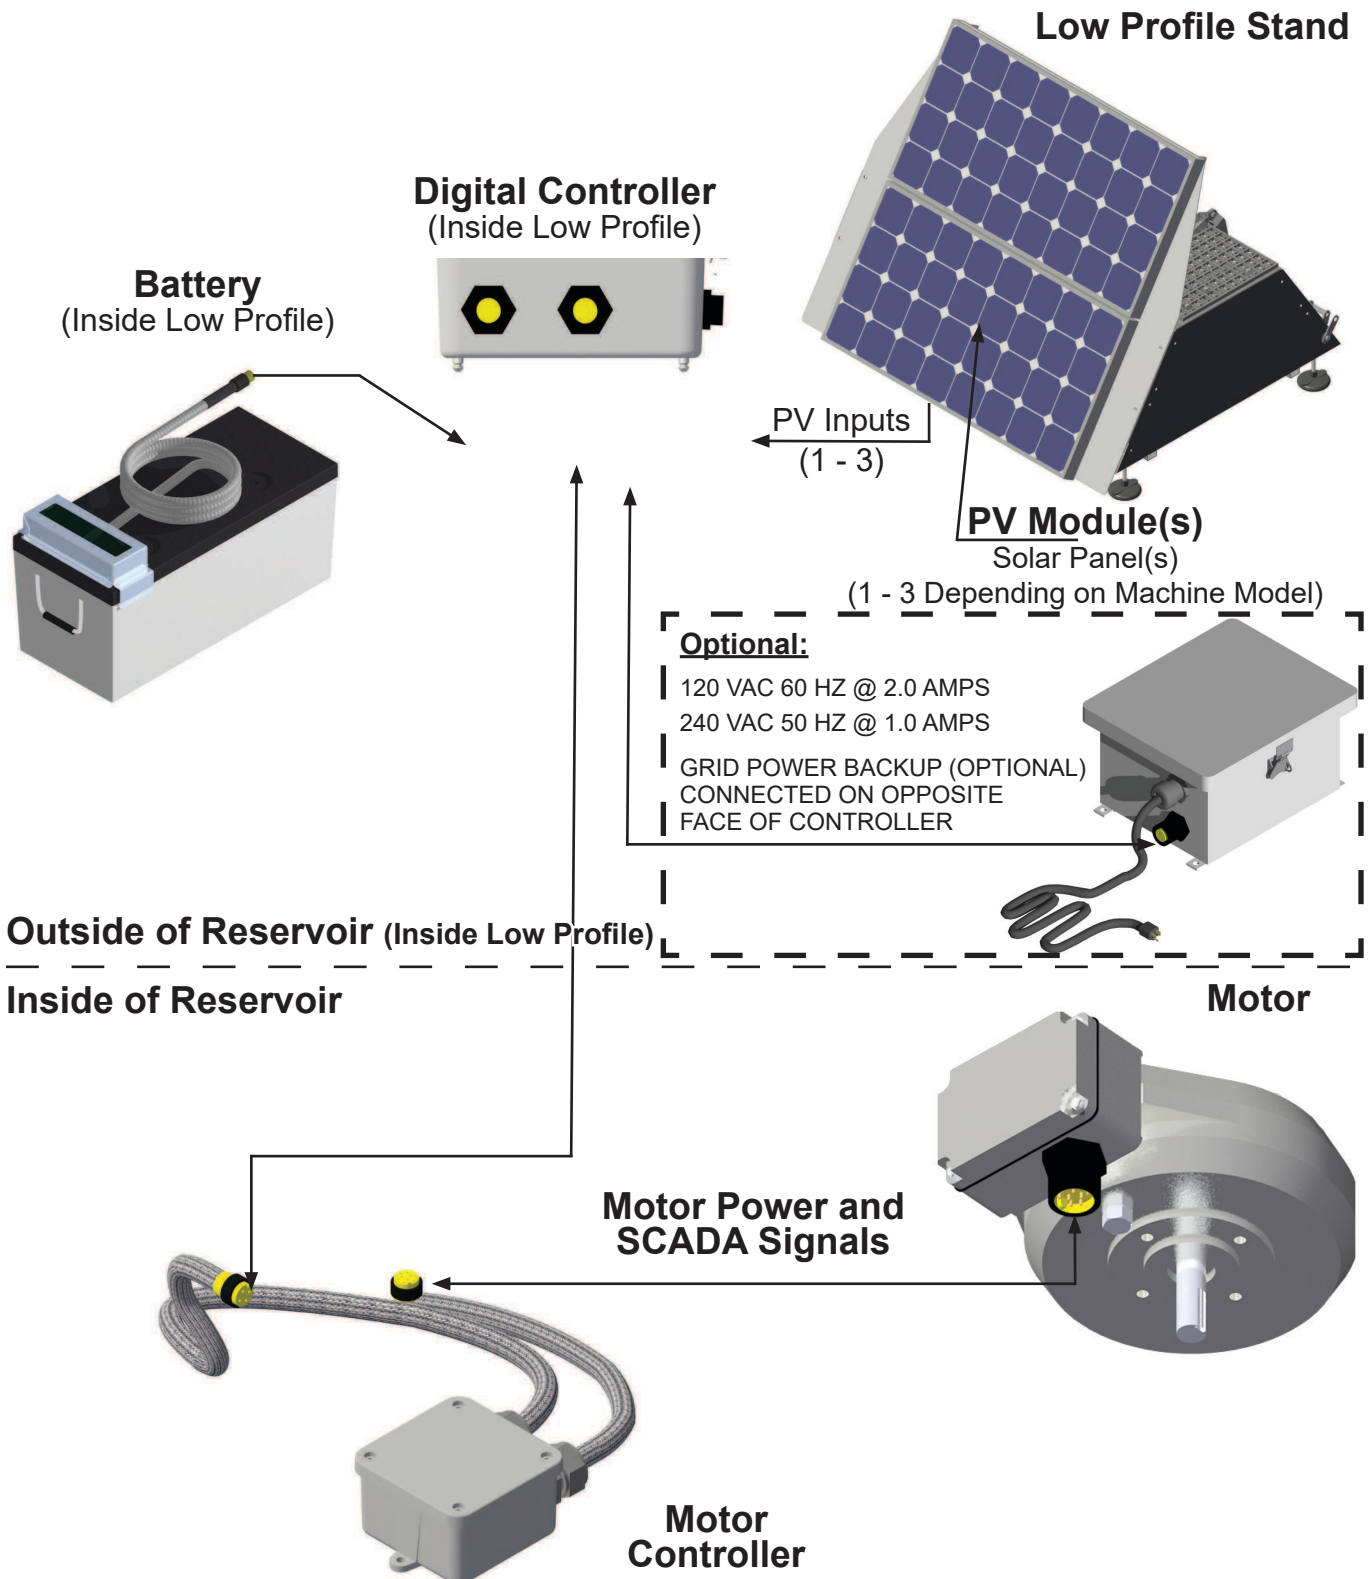 Low Profile Stand
Digital Controller
(Inside Low Profile)
Battery
(Inside Low Profile)
PV Inputs
(1 - 3)
PV Module(s)
Solar Panel(s)
(1 - 3 Depending on Machine Model)
Optional:
120 VAC 60 HZ @ 2.0 AMPS
240 VAC 50 HZ @ 1.0 AMPS
GRID POWER BACKUP (OPTIONAL)
CONNECTED ON OPPOSITE
FACE OF CONTROLLER
Outside of Reservoir (Inside Low Profile)
Inside of Reservoir
Motor
Motor Power and
SCADA Signals
Motor
Controller